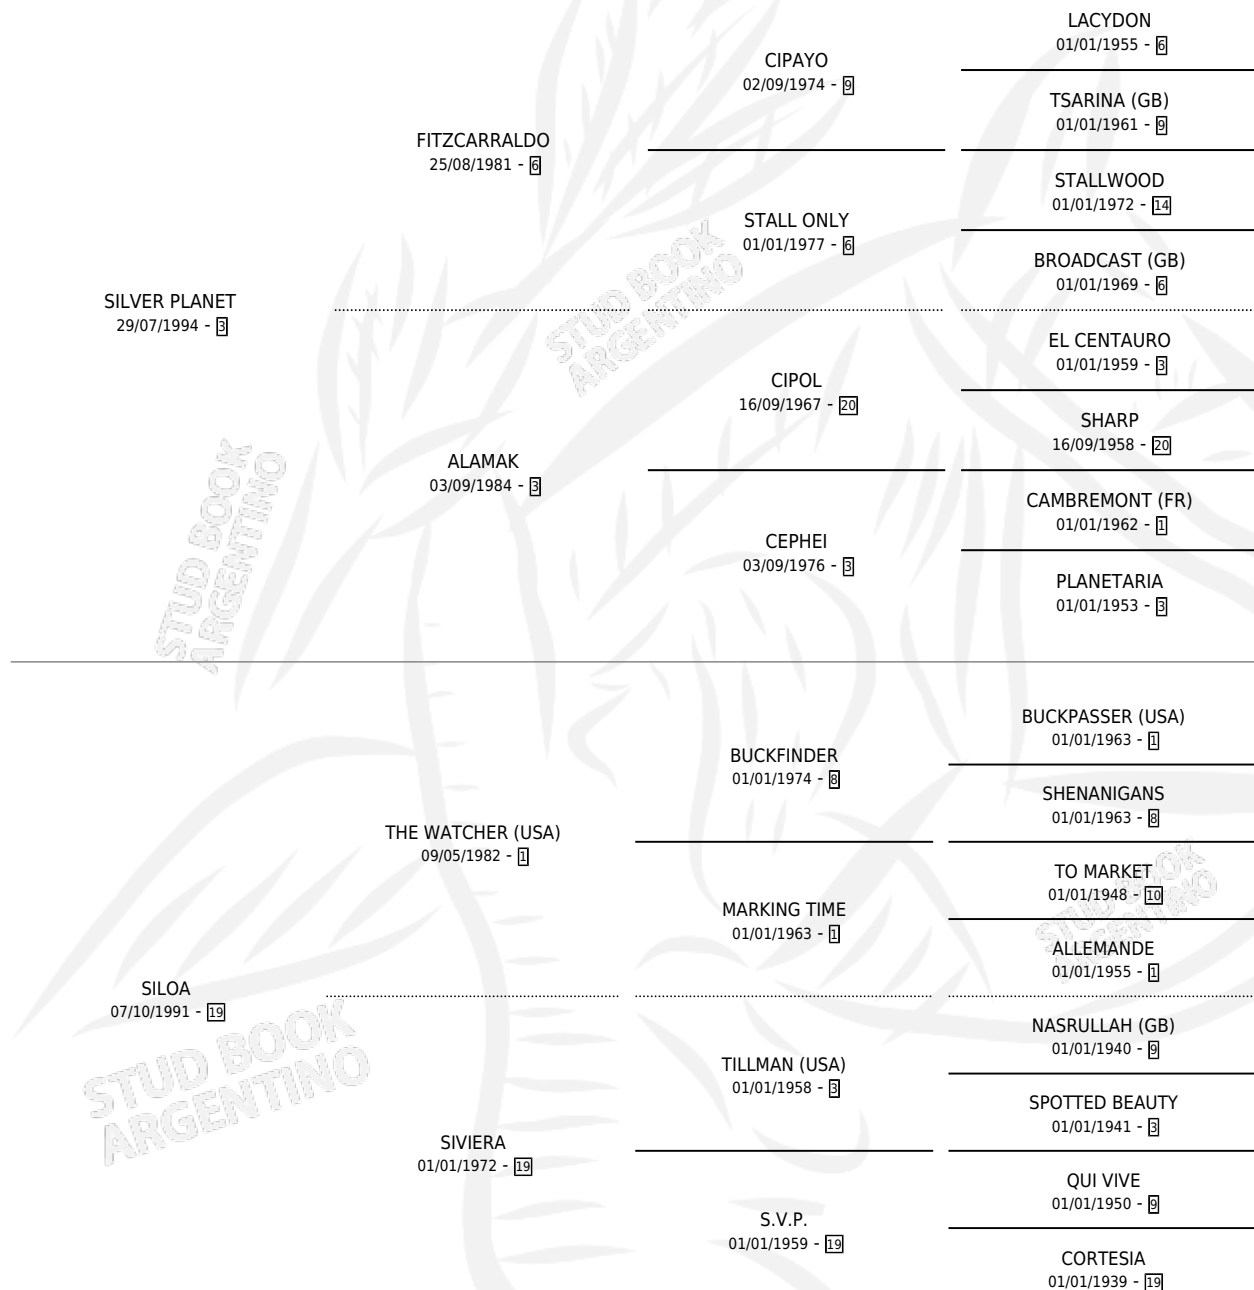 LACYDON
01/01/1955 - 6
CIPAYO
02/09/1974 - 9
TSARINA (GB)
01/01/1961 - 9
FITZCARRALDO
25/08/1981 - 6
STALLWOOD
01/01/1972 - 14
STALL ONLY
01/01/1977 - 6
BROADCAST (GB)
01/01/1969 - 6
SILVER PLANET
29/07/1994 - 3
STUD BOOK
ARGENTINO
EL CENTAURO
01/01/1959 - 3
CIPOL
16/09/1967 - 20
SHARP
16/09/1958 - 20
ALAMAK
03/09/1984 - 3
CAMBREMONT (FR)
01/01/1962 - 1
CEPHEI
03/09/1976 - 3
PLANETARIA
01/01/1953 - 3
STUD BOOK
ARGENTINO
BUCKPASSER (USA)
01/01/1963 - 1
BUCKFINDER
01/01/1974 - 8
SHENANIGANS
01/01/1963 - 8
THE WATCHER (USA)
09/05/1982 - 1
TO MARKET
01/01/1948 - 10
MARKING TIME
01/01/1963 - 1
STUD BOOK
ARGENTINO
ALLEMANDE
01/01/1955 - 1
SILOA
07/10/1991 - 19
NASRULLAH (GB)
01/01/1940 - 9
TILLMAN (USA)
01/01/1958 - 3
STUD BOOK
ARGENTINO
SPOTTED BEAUTY
01/01/1941 - 3
SIVIERA
01/01/1972 - 19
QUI VIVE
01/01/1950 - 9
S.V.P.
01/01/1959 - 19
CORTESIA
01/01/1939 - 19